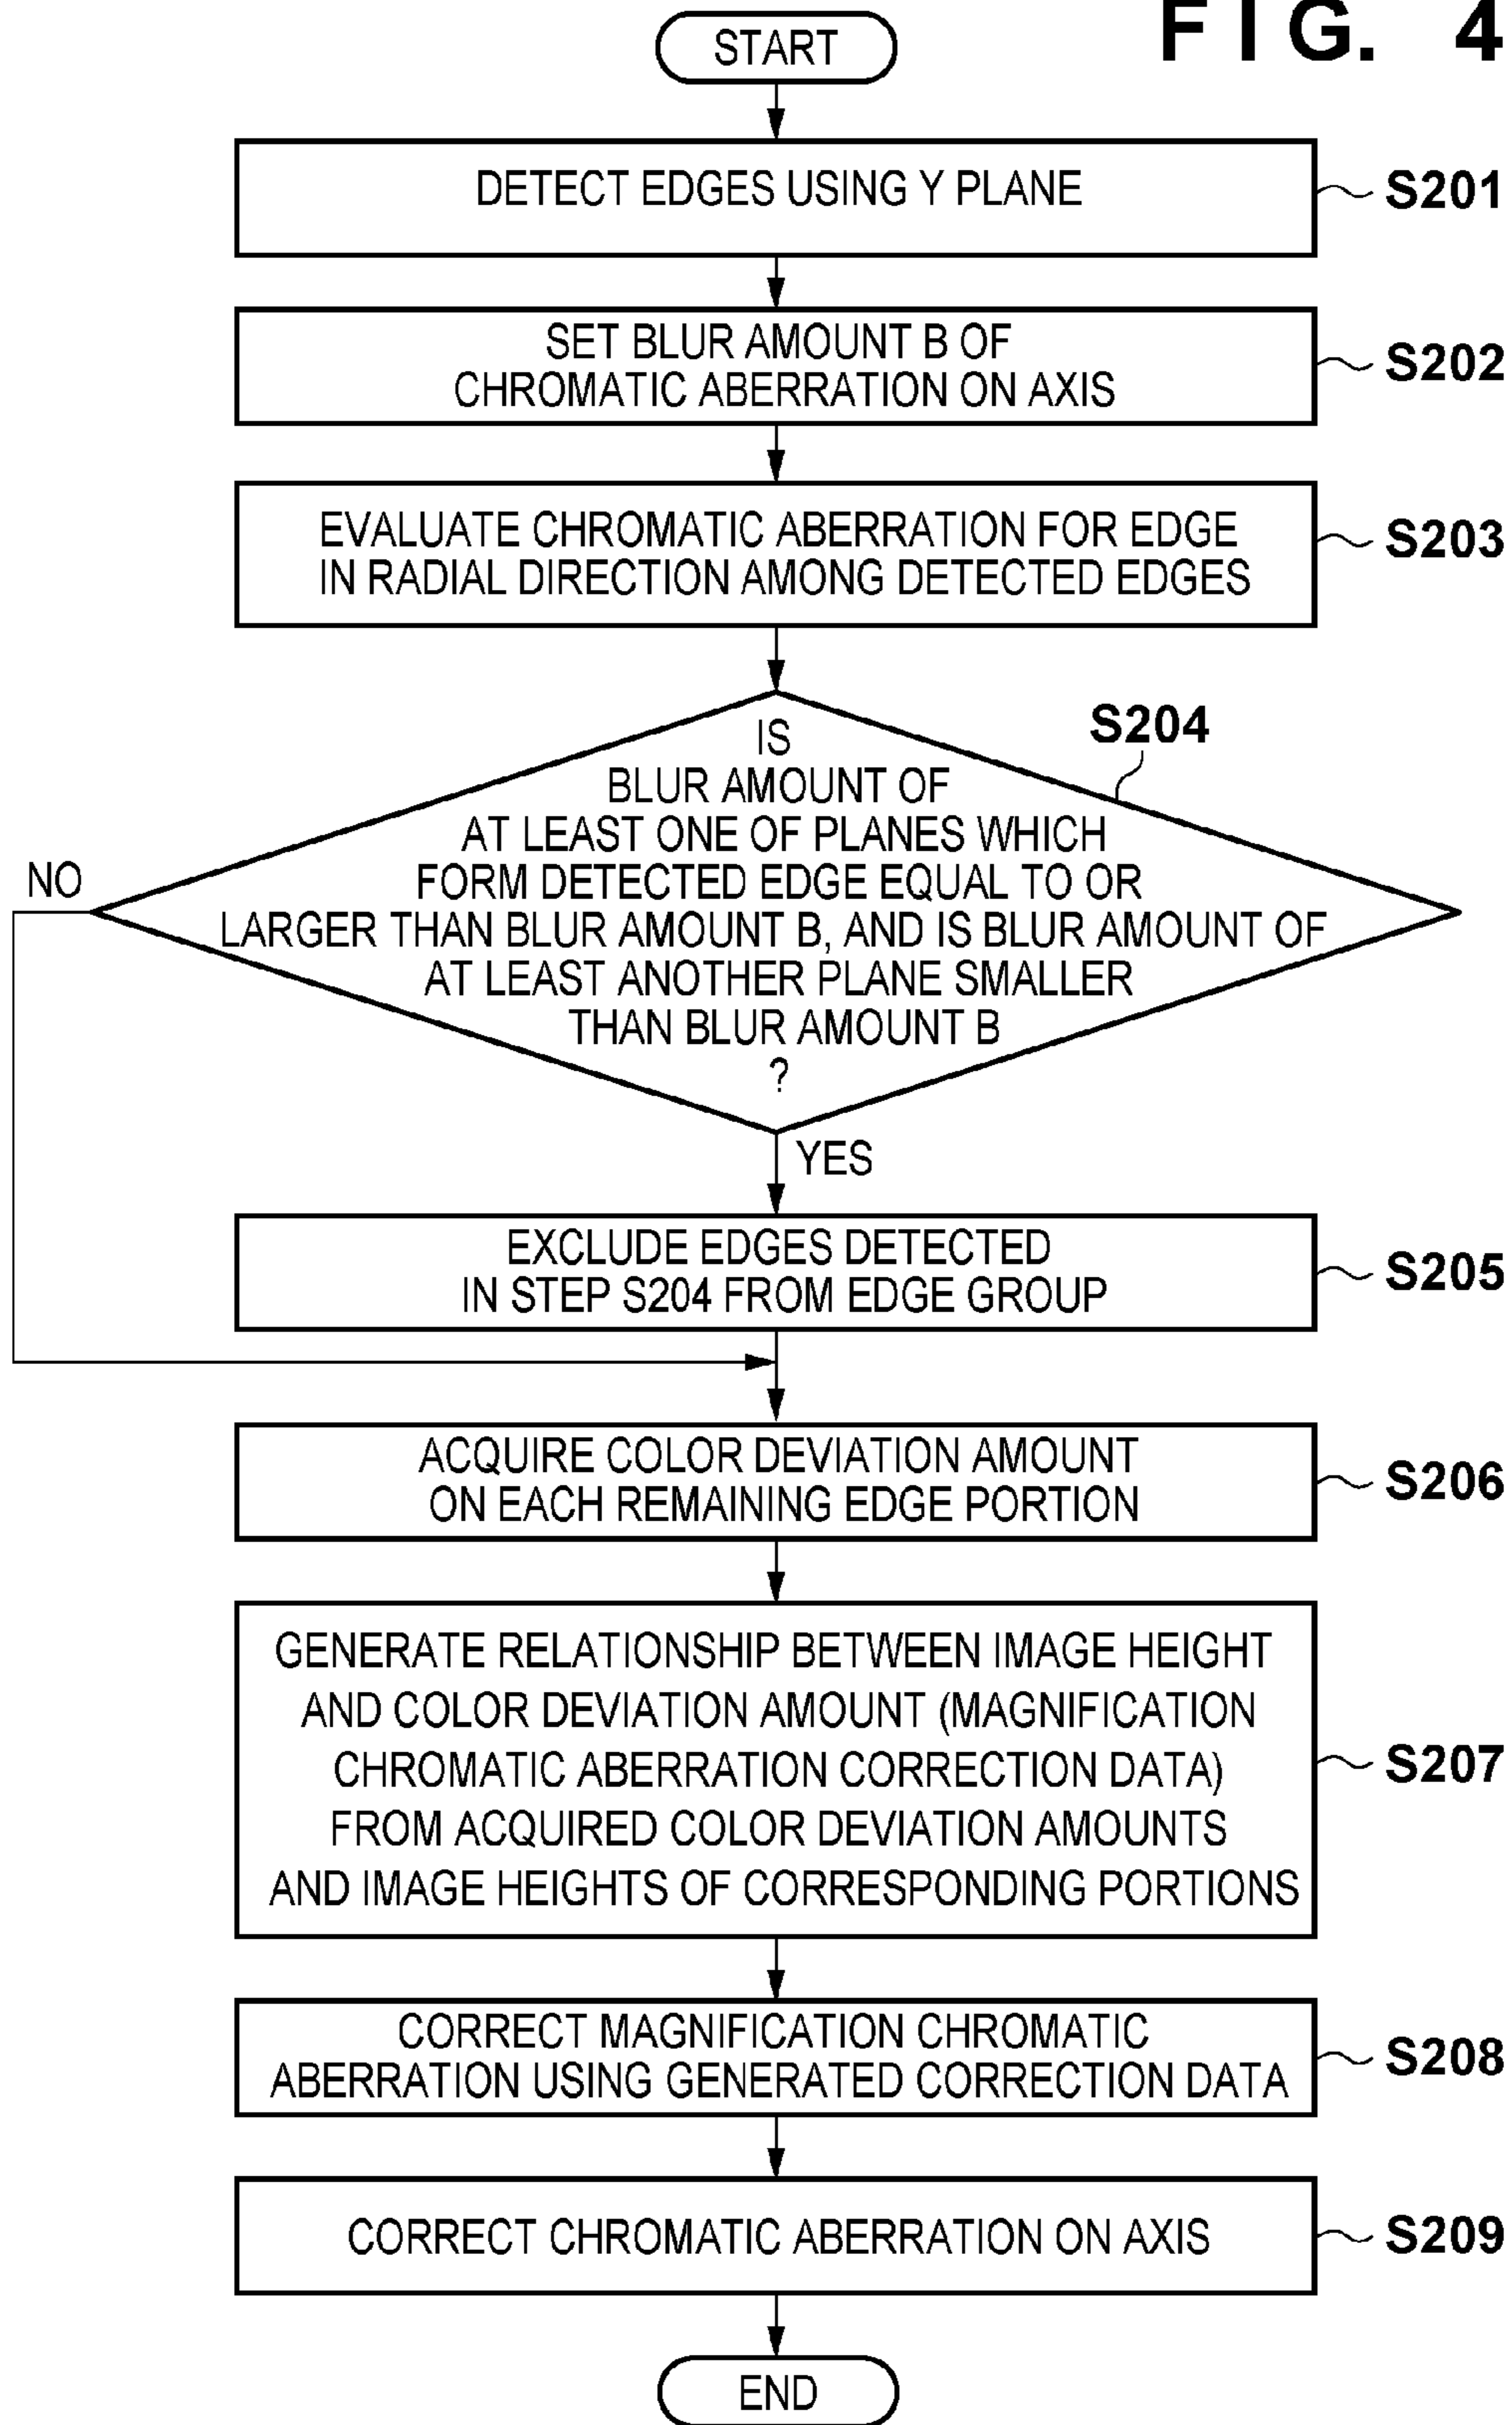 FIG. 4
START
DETECT EDGES USING Y PLANE
S201
SET BLUR AMOUNT B OF
CHROMATIC ABERRATION ON AXIS
S202
EVALUATE CHROMATIC ABERRATION FOR EDGE
IN RADIAL DIRECTION AMONG DETECTED EDGES
S203
S204
IS
BLUR AMOUNT OF
AT LEAST ONE OF PLANES WHICH
FORM DETECTED EDGE EQUAL TO OR
LARGER THAN BLUR AMOUNT B, AND IS BLUR AMOUNT OF
AT LEAST ANOTHER PLANE SMALLER
THAN BLUR AMOUNT B
?
NO
YES
EXCLUDE EDGES DETECTED
IN STEP S204 FROM EDGE GROUP
S205
ACQUIRE COLOR DEVIATION AMOUNT
ON EACH REMAINING EDGE PORTION
S206
GENERATE RELATIONSHIP BETWEEN IMAGE HEIGHT
AND COLOR DEVIATION AMOUNT (MAGNIFICATION
CHROMATIC ABERRATION CORRECTION DATA)
FROM ACQUIRED COLOR DEVIATION AMOUNTS
AND IMAGE HEIGHTS OF CORRESPONDING PORTIONS
S207
CORRECT MAGNIFICATION CHROMATIC
ABERRATION USING GENERATED CORRECTION DATA
S208
CORRECT CHROMATIC ABERRATION ON AXIS
S209
END